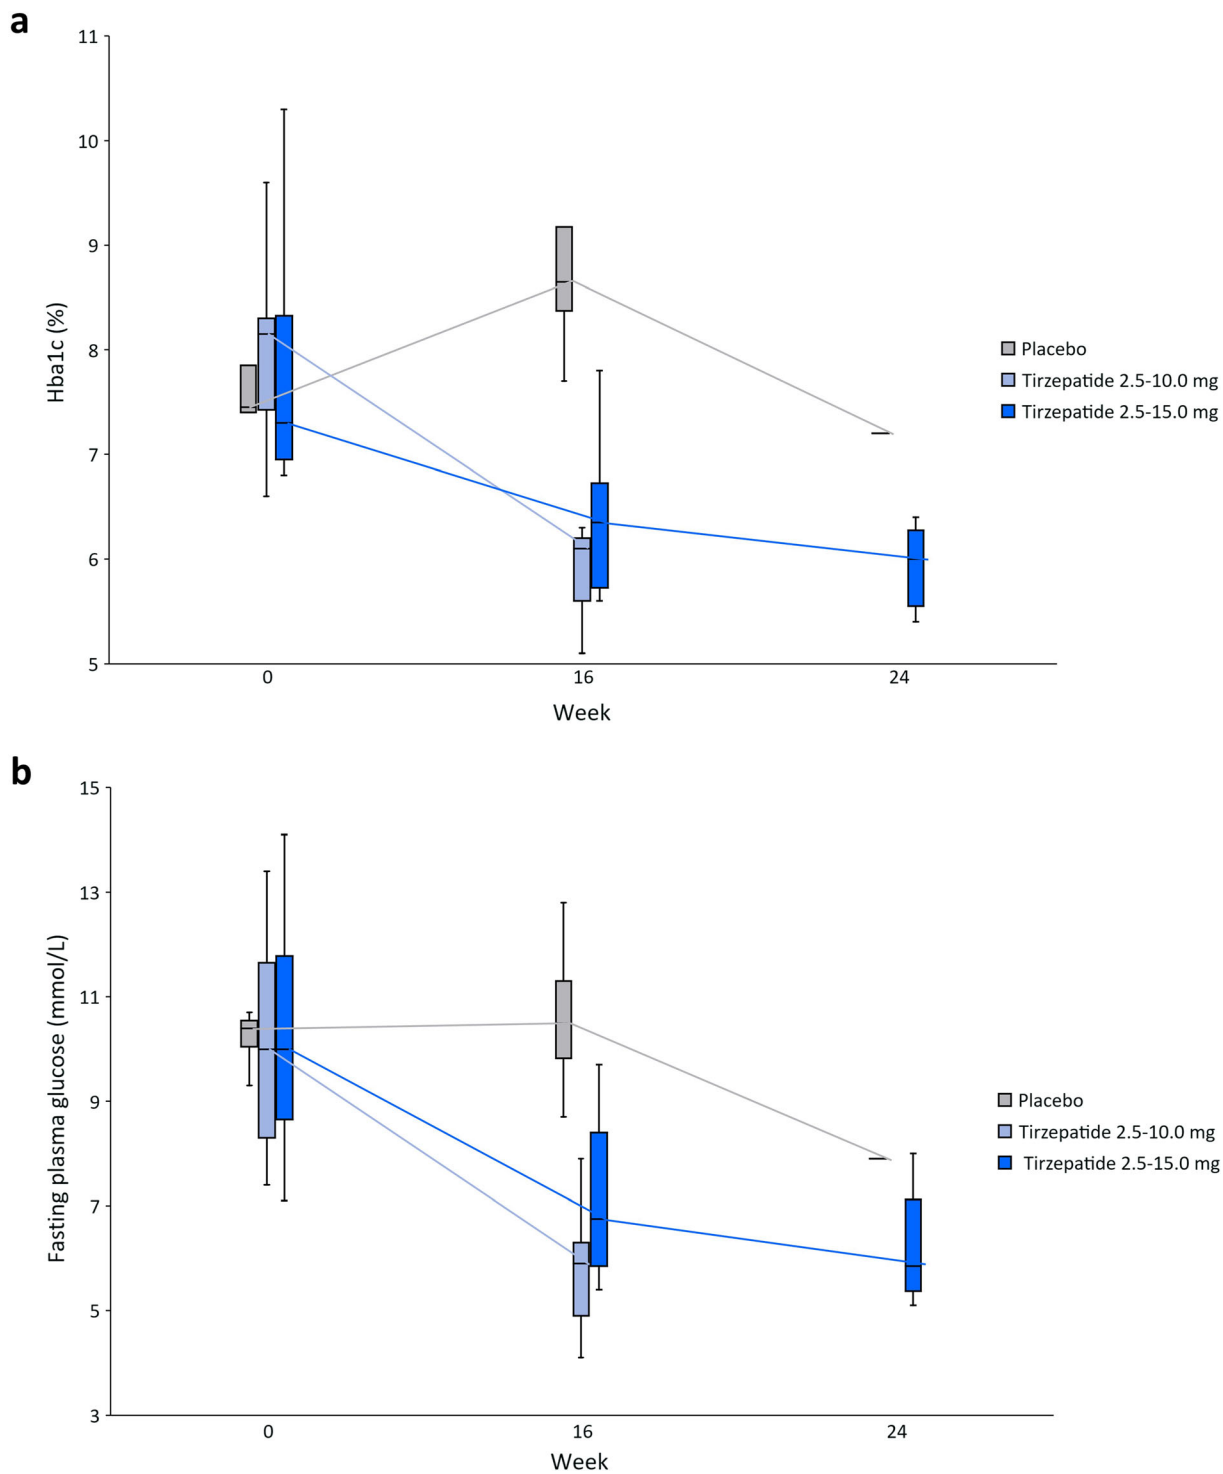 a
11
10
9
8
7
6
5
Hba1c (%)
0
16
24
Week
Placebo
Tirzepatide 2.5-10.0 mg
Tirzepatide 2.5-15.0 mg
b
15
13
11
9
7
5
3
Fasting plasma glucose (mmol/L)
0
16
24
Week
Placebo
Tirzepatide 2.5-10.0 mg
Tirzepatide 2.5-15.0 mg